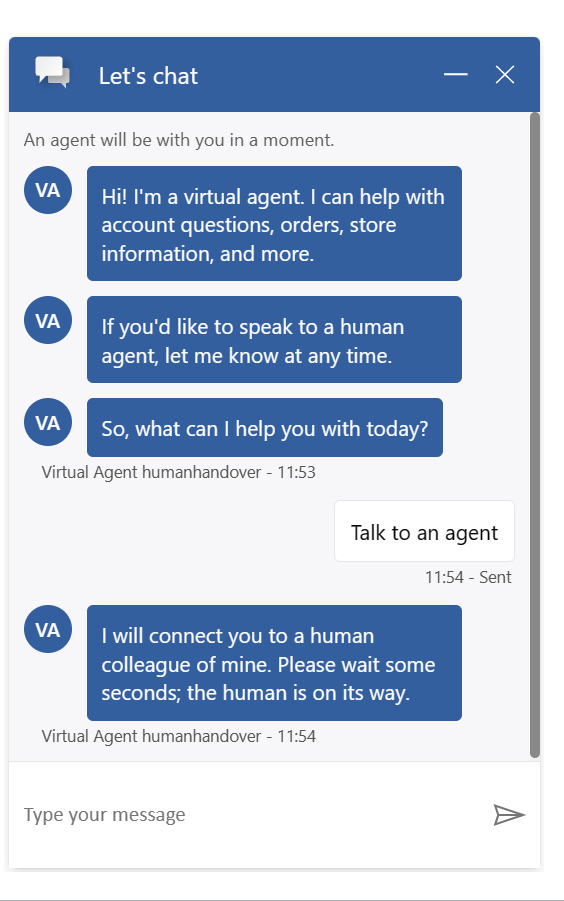 Let's chat
An agent will be with you in a moment.
VA
Hi! I'm a virtual agent. I can help with
account questions, orders, store
information, and more.
VA
If you'd like to speak to a human
agent, let me know at any time.
VA
So, what can I help you with today?
Virtual Agent humanhandover - 11:53
Talk to an agent
11:54 - Sent
VA
I will connect you to a human
colleague of mine. Please wait some
seconds; the human is on its way.
Virtual Agent humanhandover - 11:54
Type your message